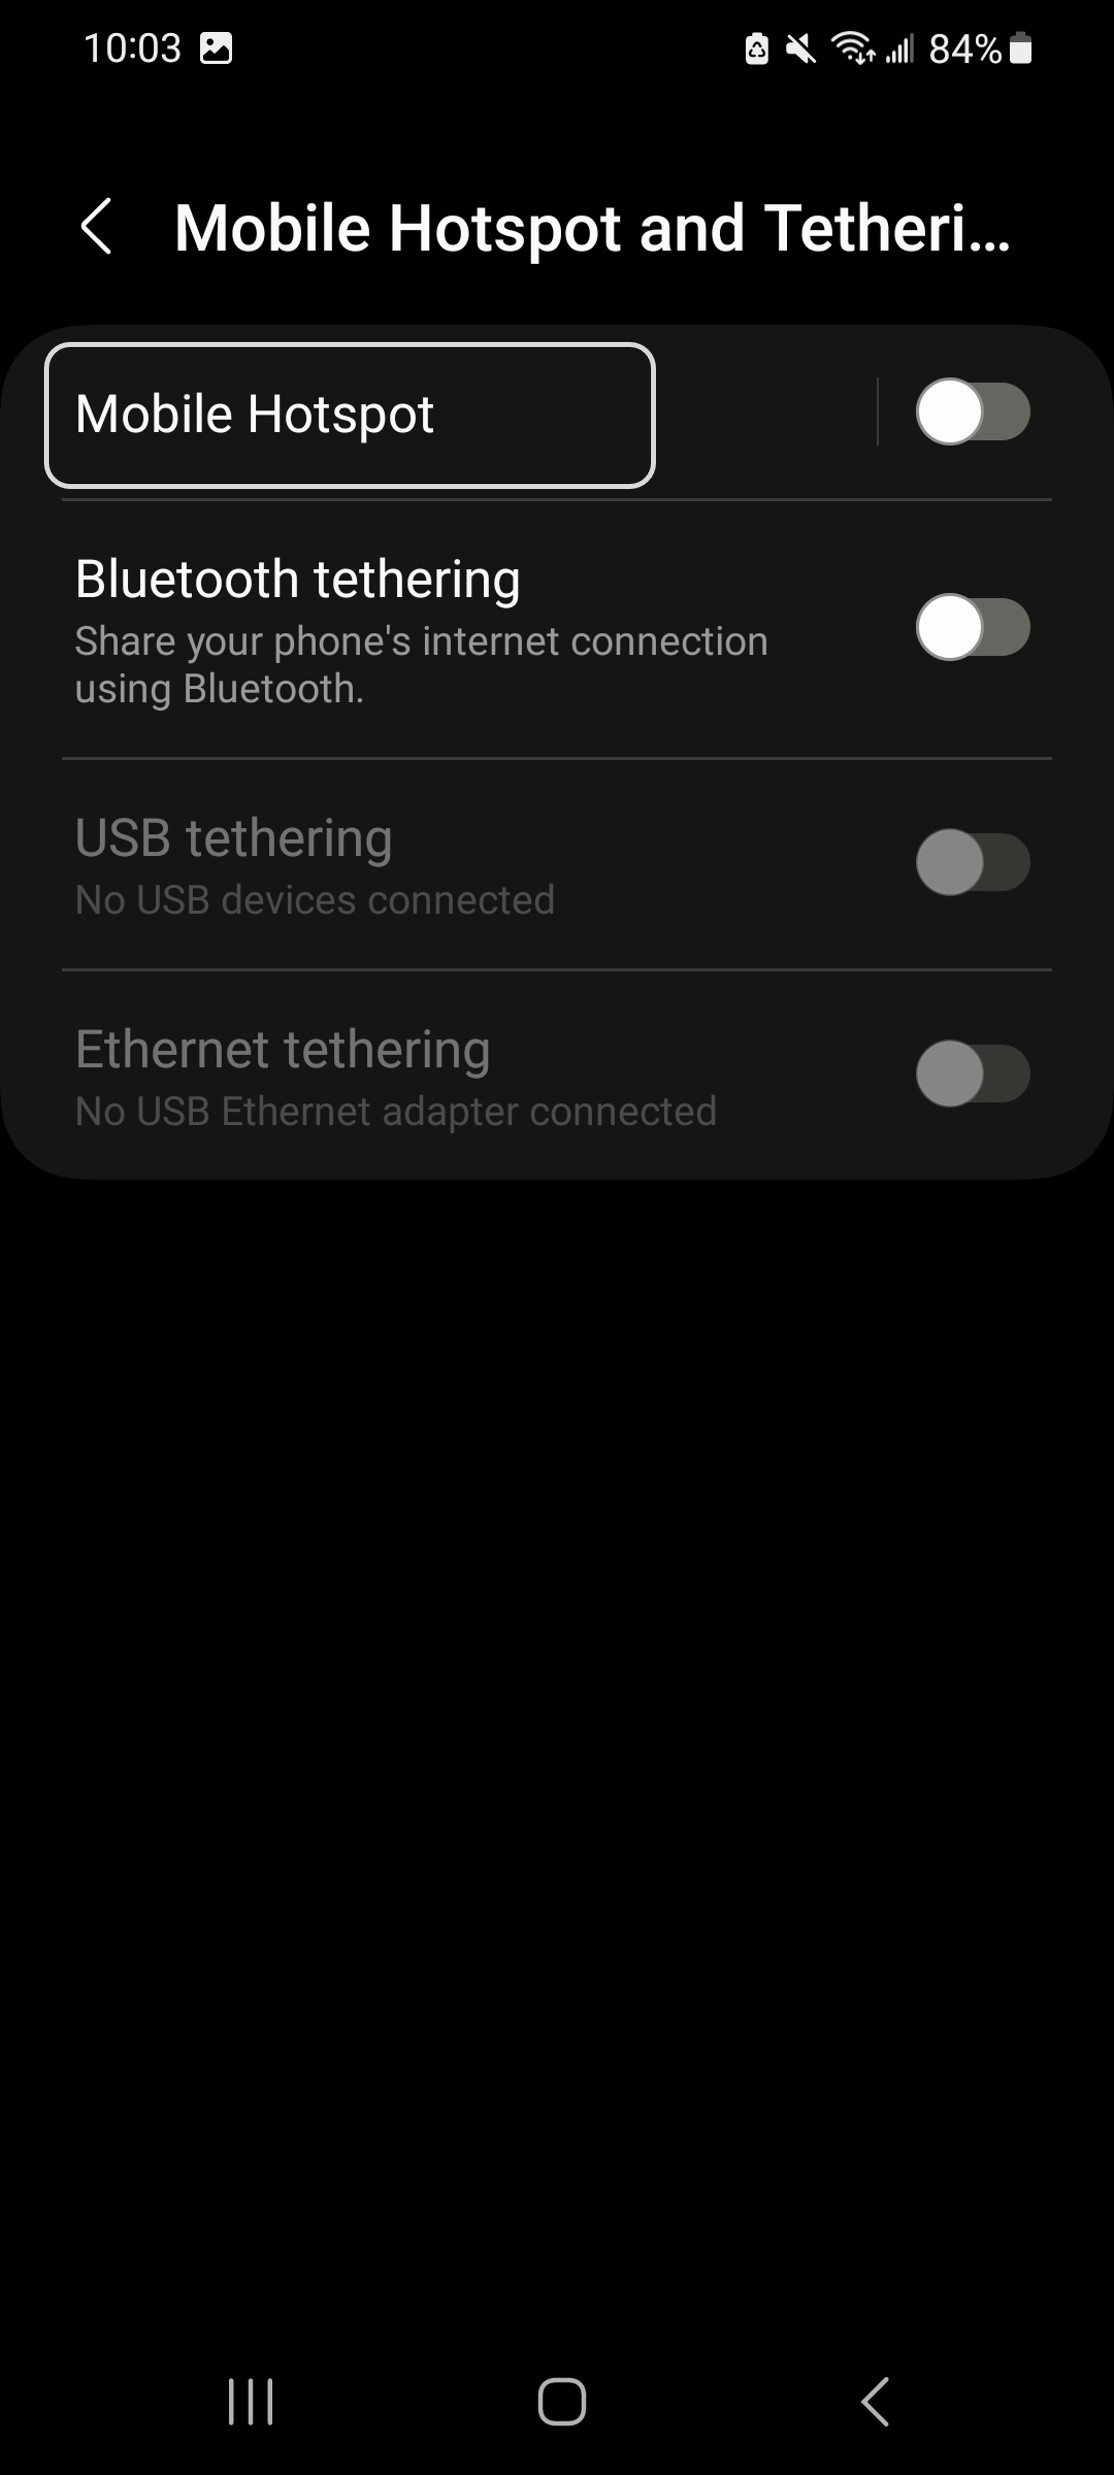 10:03
84%
Mobile Hotspot and Tetheri...
Mobile Hotspot
Bluetooth tethering
Share your phone's internet connection
using Bluetooth.
USB tethering
No USB devices connected
Ethernet tethering
No USB Ethernet adapter connected